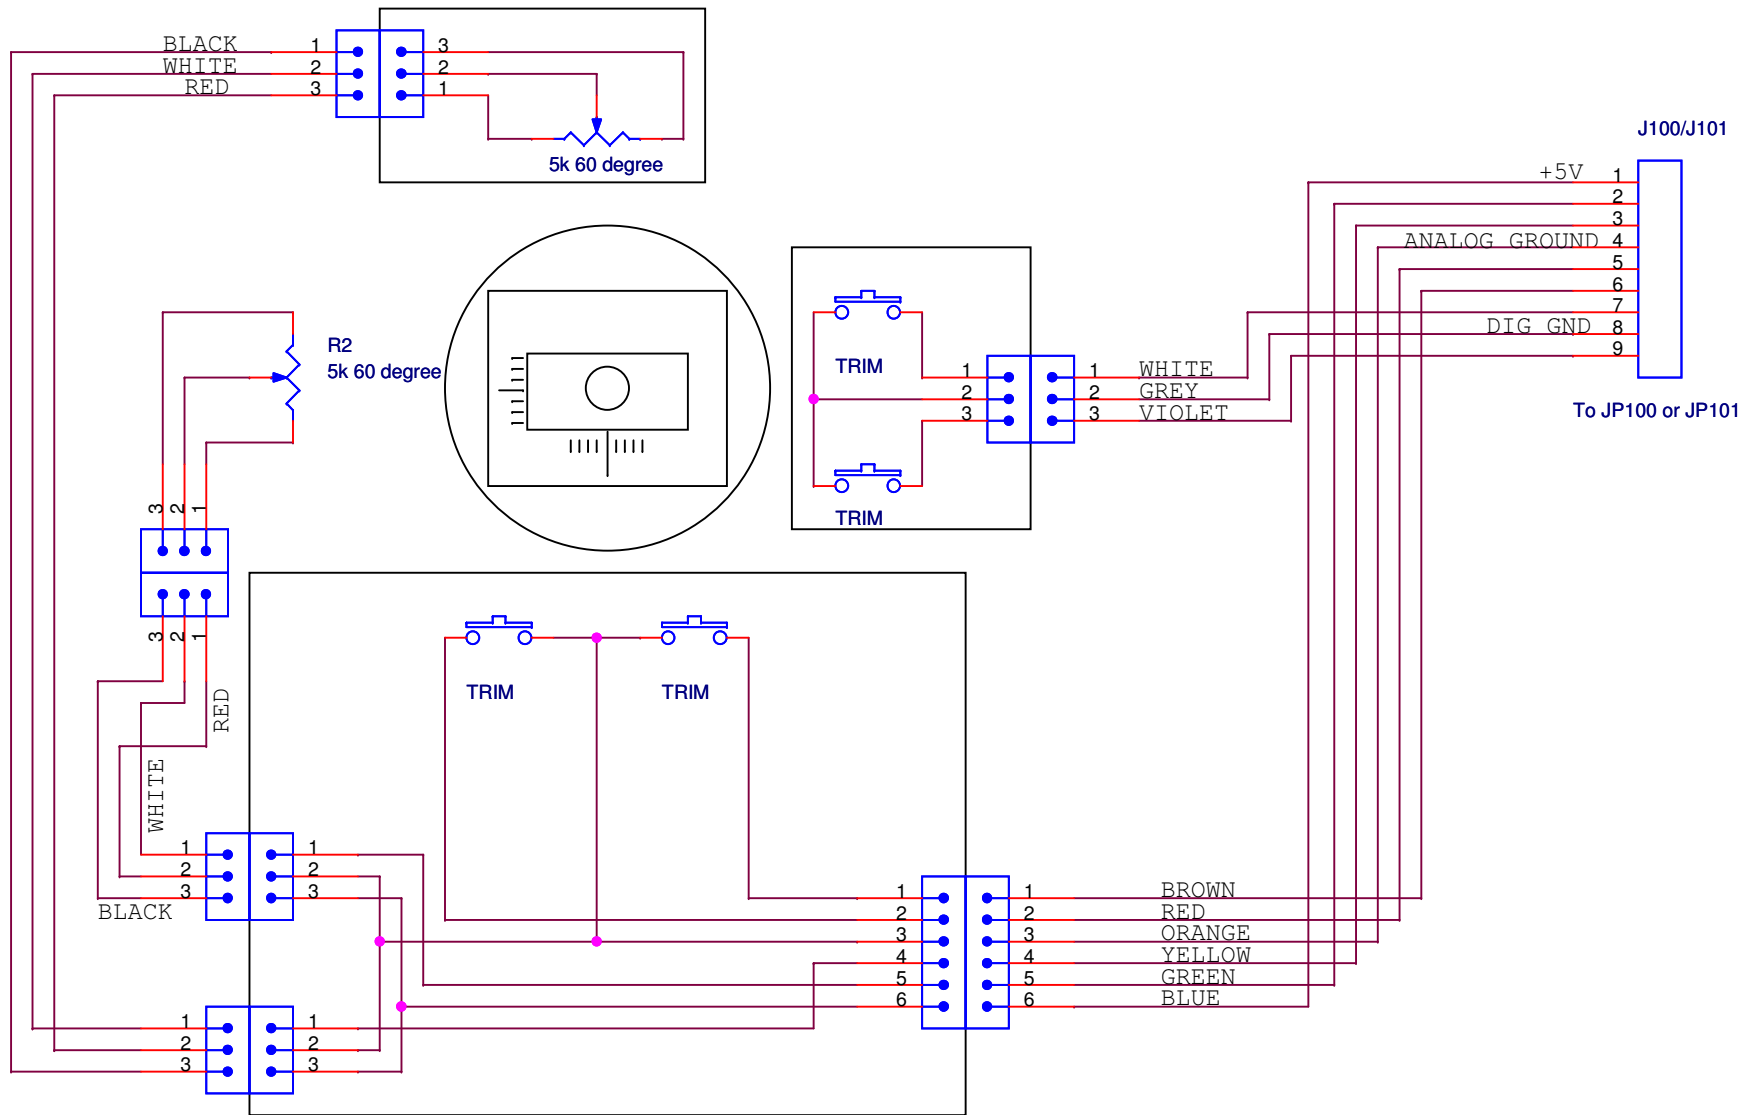 BLACK 1 3
WHITE 2 2
RED 3 1
5k 60 degree
J100/J101
+5V 1
2
3
ANALOG GROUND 4
5
6
7
DIG GND 8
9
To JP100 or JP101
R2
5k 60 degree
TRIM
1 1 WHITE
2 2 GREY
3 3 VIOLET
TRIM
3 2 1
3 2 1
RED
WHITE
TRIM TRIM
1 1
2 2
3 3
BLACK
1 1 BROWN
2 2 RED
3 3 ORANGE
4 4 YELLOW
5 5 GREEN
6 6 BLUE
1 1
2 2
3 3